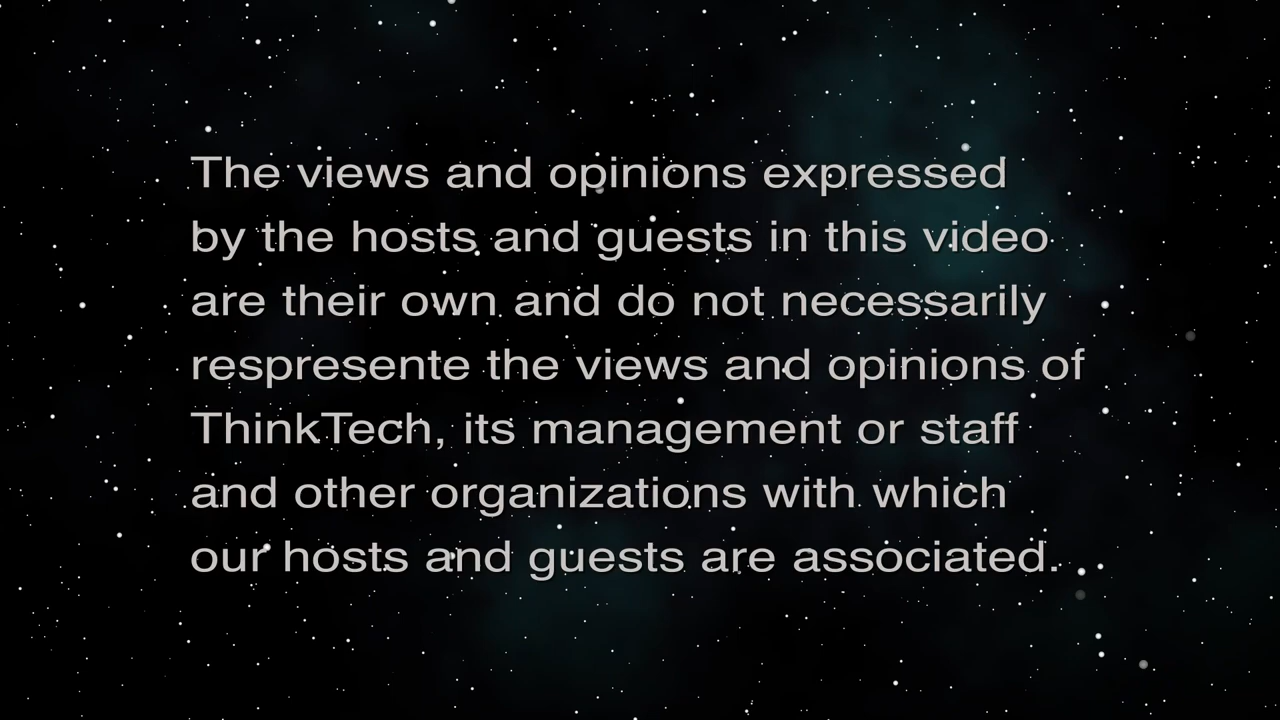 The views and opinions expressed
by the hosts and guests in this video
are their own and do not necessarily
respresente the views and opinions of
ThinkTech, its management or staff
and other organizations with which
our hosts and guests are associated.